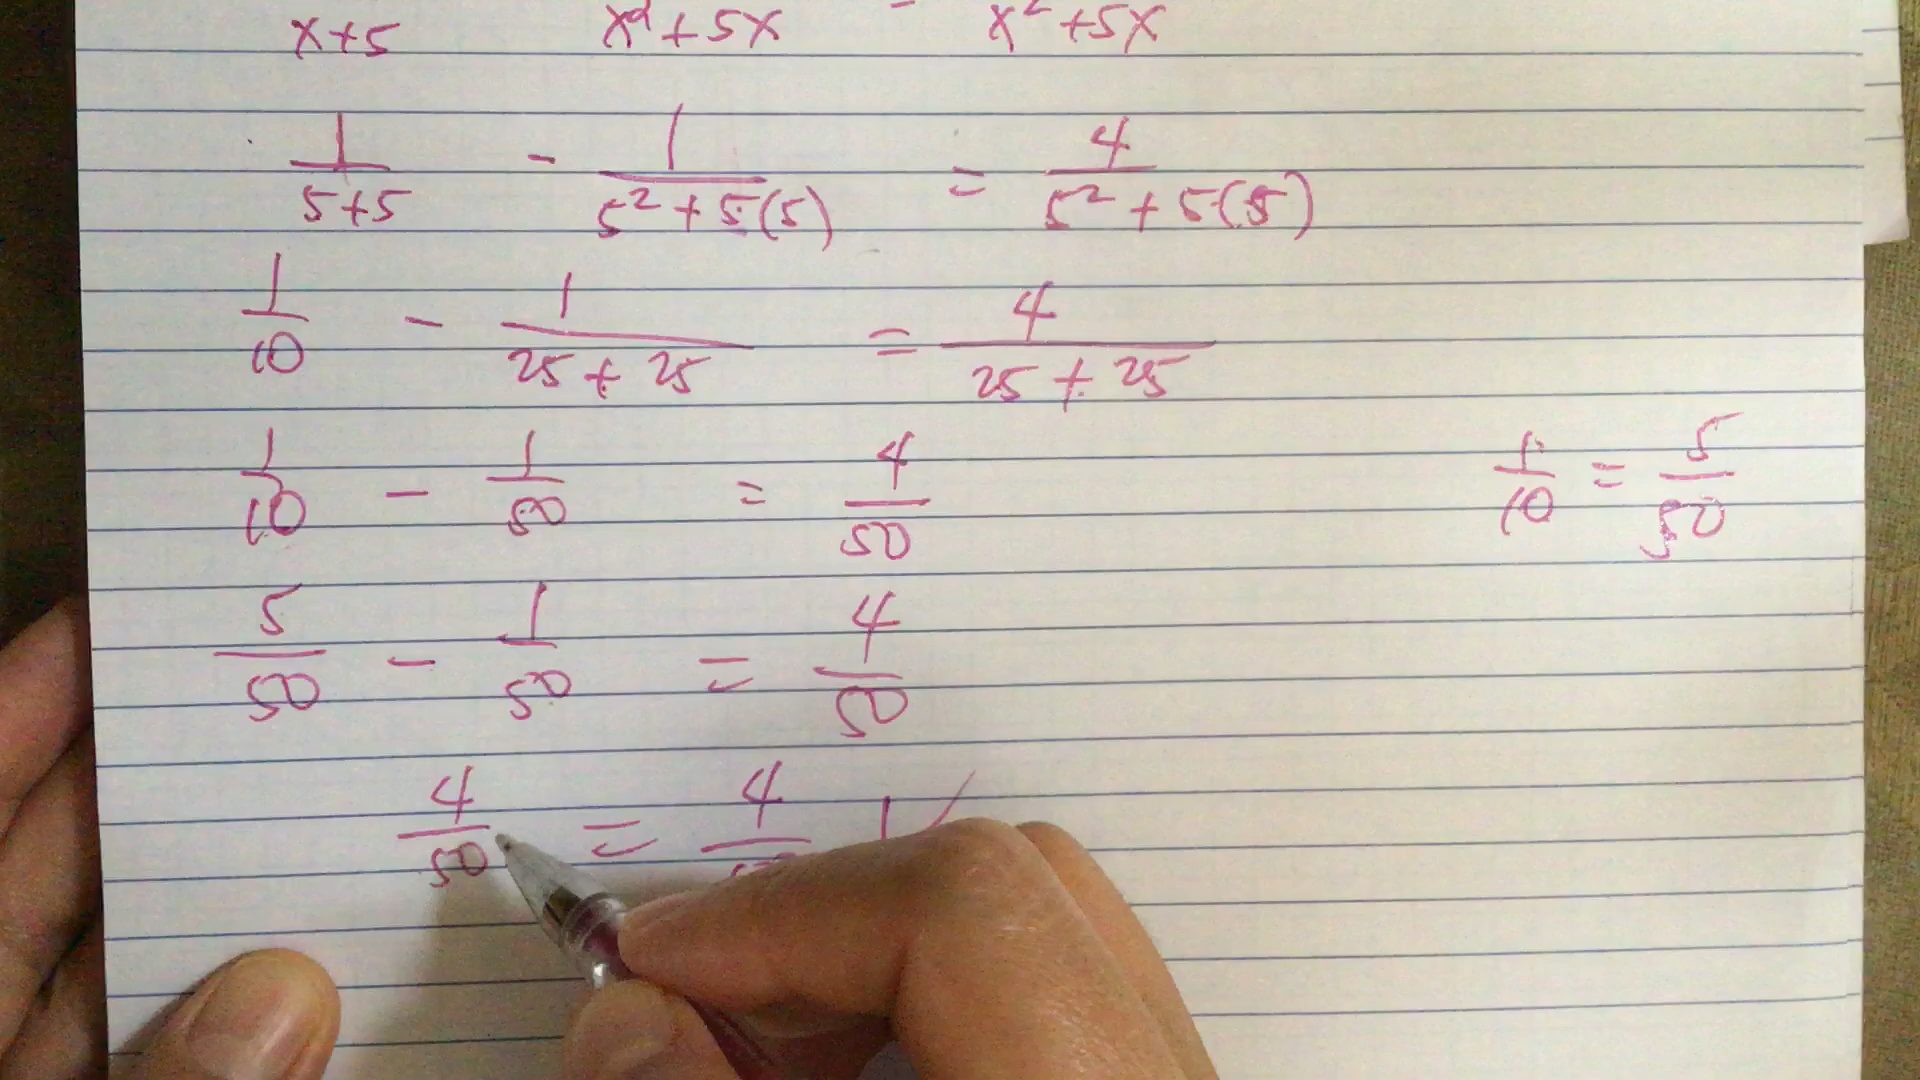 x+5 x²+5x - x²+5x
1/(5+5) - 1/(5²+5(5)) = 4/(5²+5(5))
1/10 - 1/(25+25) = 4/(25+25)
1/10 - 1/50 = 4/50 1/10 = 5/50
5/50 - 1/50 = 4/50
4/50 = 4/